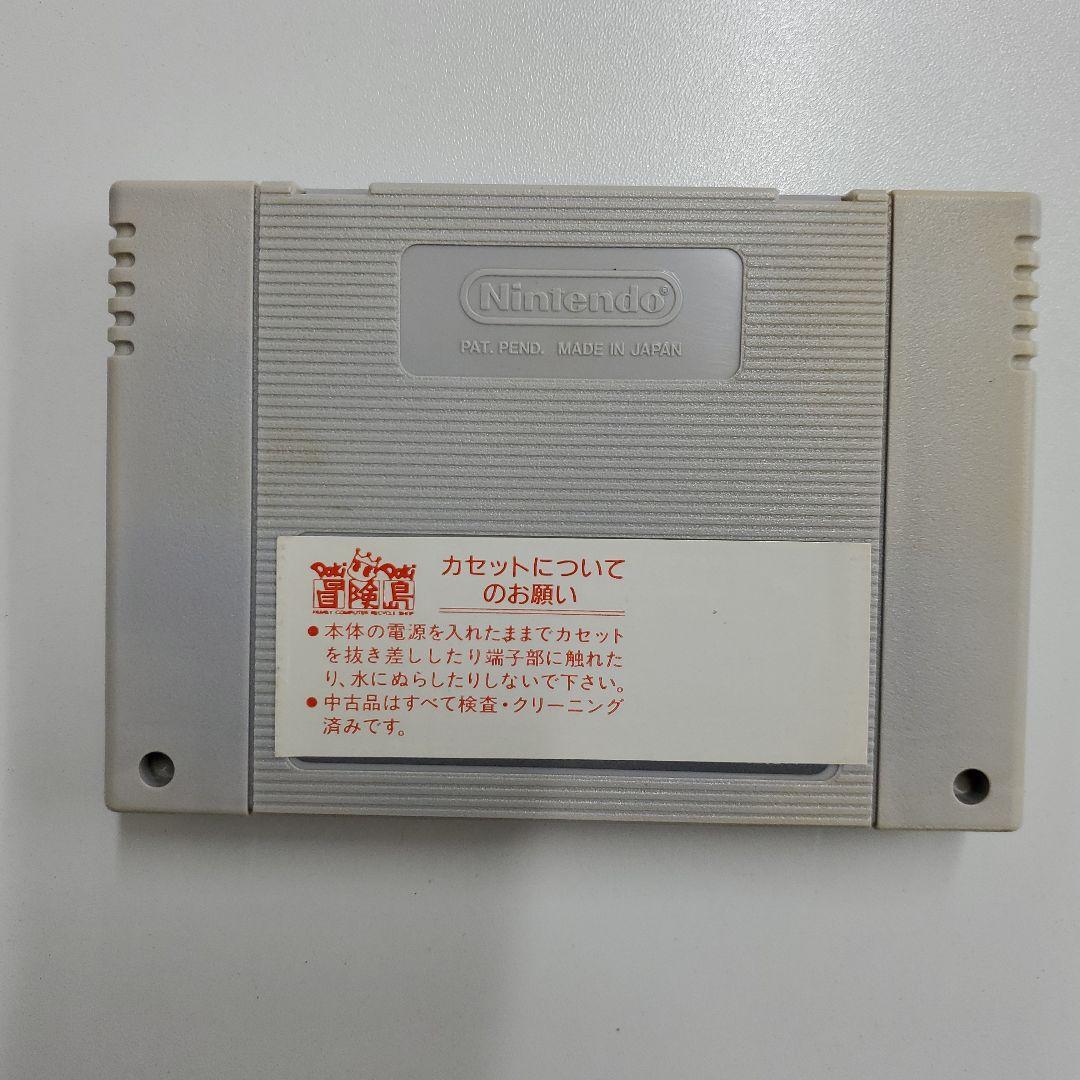 Nintendo®
PAT. PEND. MADE IN JAPAN
Doki Doki
冒険島
FAMILY COMPUTER RECYCLE SHOP
カセットについて
のお願い
●本体の電源を入れたままでカセット
を抜き差ししたり端子部に触れた
り、水にぬらしたりしないで下さい。
●中古品はすべて検査・クリーニング
済みです。